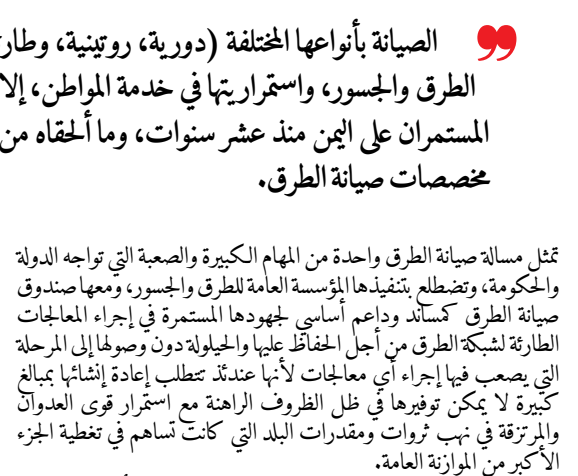 الصيانة بأنواعها المختلفة (دورية، روتينية،
الطرق والجسور، واستمراريتها في خدمة المواطن، إلا
المستمران على اليمن منذ عشر سنوات، وما ألحقاه من
مخصصات صيانة الطرق.
تمثل مسالة صيانة الطرق واحدة من المهام الكبيرة والصعبة التي تواجه الدولة
والحكومة، وتضطلع بتنفيذها المؤسسة العامة للطرق والجسور، ومعها صندوق
صيانة الطرق كمساند وداعم أساسي لجهودها المستمرة في إجراء المعالجات
الطارئة لشبكة الطرق من أجل الحفاظ عليها والحيلولة دون وصولها إلى المرحلة
التي يصعب فيها إجراء أي معالجات لأنها عندئذ تتطلب إعادة إنشائها بمبالغ
كبيرة لا يمكن توفيرها في ظل الظروف الراهنة مع استمرار قوى العدوان
والمرتزقة في نهب ثروات ومقدرات البلد التي كانت تساهم في تغطية الجزء
الأكبر من الموازنة العامة.